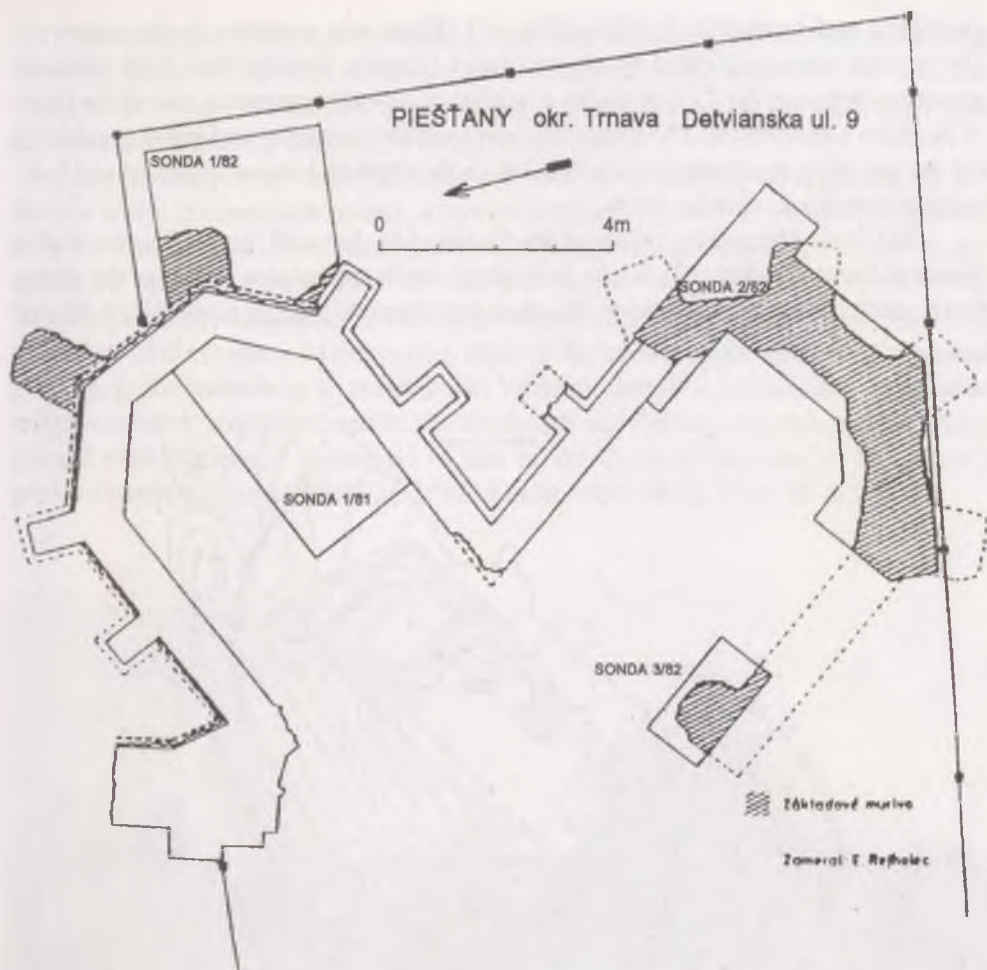 PIEŠŤANY okr. Trnava Detvianska ul. 9
SONDA 1/82
0 4m
SONDA 2/82
SONDA 1/81
SONDA 3/82
Základové murivo
Zameral: E.